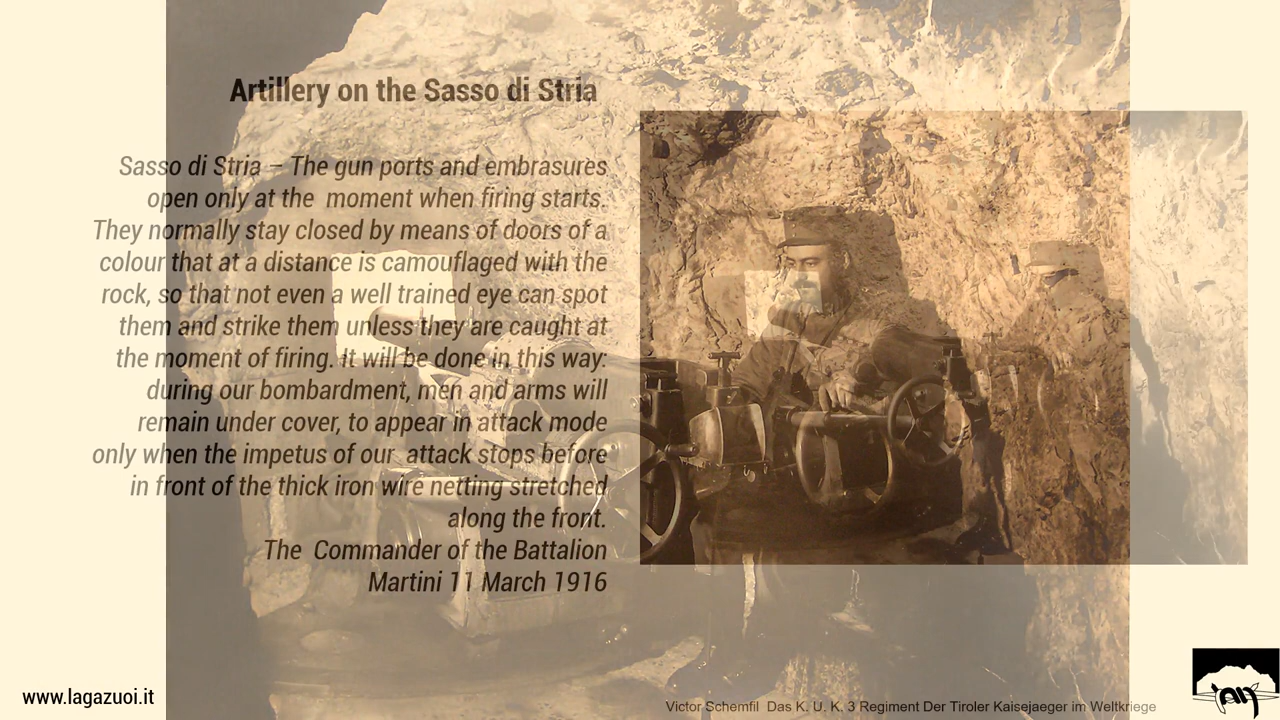 Artillery on the Sasso di Stria
Sasso di Stria – The gun ports and embrasures
open only at the moment when firing starts.
They normally stay closed by means of doors of a
colour that at a distance is camouflaged with the
rock, so that not even a well trained eye can spot
them and strike them unless they are caught at
the moment of firing. It will be done in this way:
during our bombardment, men and arms will
remain under cover, to appear in attack mode
only when the impetus of our attack stops before
in front of the thick iron wire netting stretched
along the front.
The Commander of the Battalion
Martini 11 March 1916
www.lagazuoi.it
Victor Schemfil Das K. U. K. 3 Regiment Der Tiroler Kaisejaeger im Weltkriege